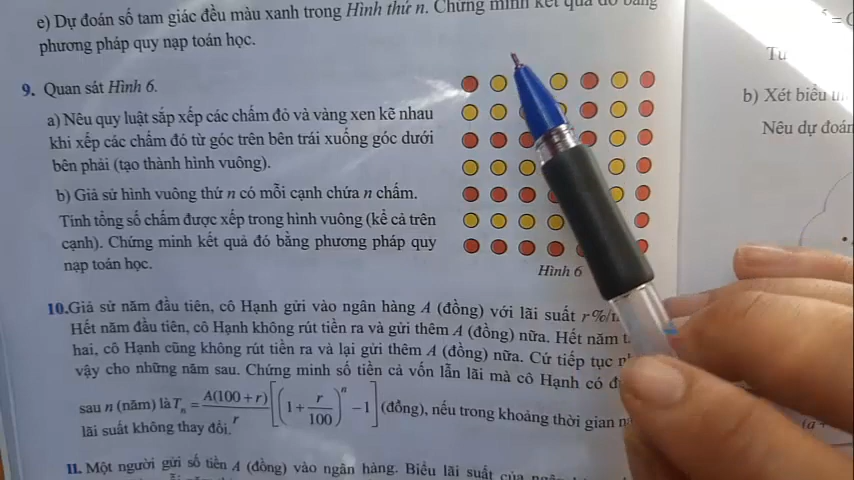 e) Dự đoán số tam giác đều màu xanh trong Hình thứ n. Chứng minh kết quả đó bằng
phương pháp quy nạp toán học.
9. Quan sát Hình 6.
a) Nêu quy luật sắp xếp các chấm đỏ và vàng xen kẽ nhau
khi xếp các chấm đó từ góc trên bên trái xuống góc dưới
bên phải (tạo thành hình vuông).
b) Giả sử hình vuông thứ n có mỗi cạnh chứa n chấm.
Tính tổng số chấm được xếp trong hình vuông (kể cả trên
cạnh). Chứng minh kết quả đó bằng phương pháp quy
nạp toán học.
Hình 6
10.Giả sử năm đầu tiên, cô Hạnh gửi vào ngân hàng A (đồng) với lãi suất r%/
Hết năm đầu tiên, cô Hạnh không rút tiền ra và gửi thêm A (đồng) nữa. Hết năm
hai, cô Hạnh cũng không rút tiền ra và lại gửi thêm A (đồng) nữa. Cứ tiếp tục
vậy cho những năm sau. Chứng minh số tiền cả vốn lẫn lãi mà cô Hạnh có
sau n (năm) là T_n = A(100 + r)/r [(1 + r/100)^n − 1] (đồng), nếu trong khoảng thời gian
lãi suất không thay đổi.
11. Một người gửi số tiền A (đồng) vào ngân hàng. Biểu lãi suất của
b) Xét biểu
Nêu dự đoán